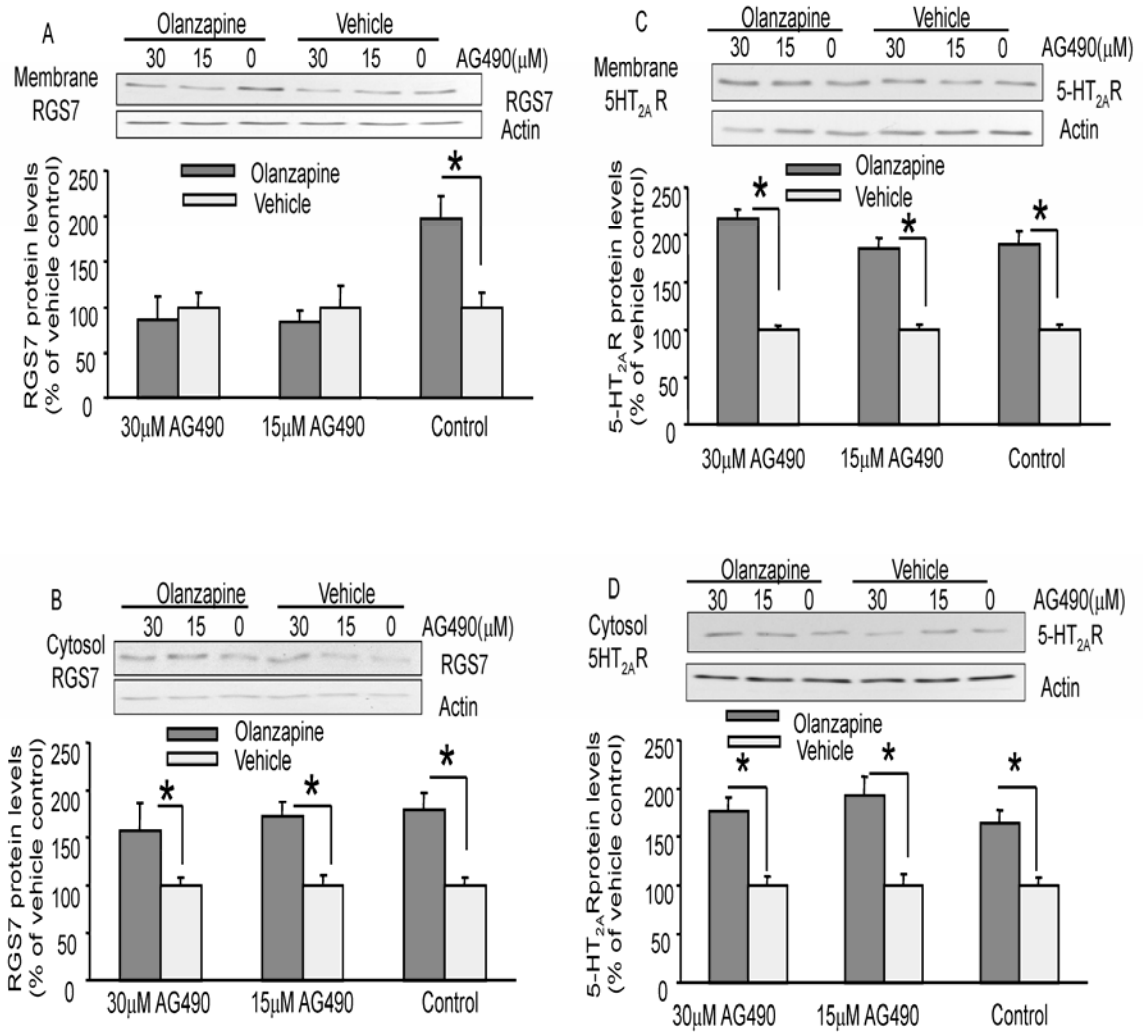 A
Olanzapine Vehicle
30 15 0 30 15 0 AG490(μM)
Membrane
RGS7
RGS7
Actin
Olanzapine
Vehicle
RGS7 protein levels
(% of vehicle control)
250
200
150
100
50
0
*
30μM AG490 15μM AG490 Control
C
Olanzapine Vehicle
30 15 0 30 15 0 AG490(μM)
Membrane
5HT2AR
5-HT2AR
Actin
Olanzapine
Vehicle
5-HT2AR protein levels
(% of vehicle control)
250
200
150
100
50
0
* * *
30μM AG490 15μM AG490 Control
B
Olanzapine Vehicle
30 15 0 30 15 0 AG490(μM)
Cytosol
RGS7
RGS7
Actin
Olanzapine
Vehicle
RGS7 protein levels
(% of vehicle control)
250
200
150
100
50
0
* * *
30μM AG490 15μM AG490 Control
D
Olanzapine Vehicle
30 15 0 30 15 0 AG490(μM)
Cytosol
5HT2AR
5-HT2AR
Actin
Olanzapine
Vehicle
5-HT2ARprotein levels
(% of vehicle control)
250
200
150
100
50
0
* * *
30μM AG490 15μM AG490 Control